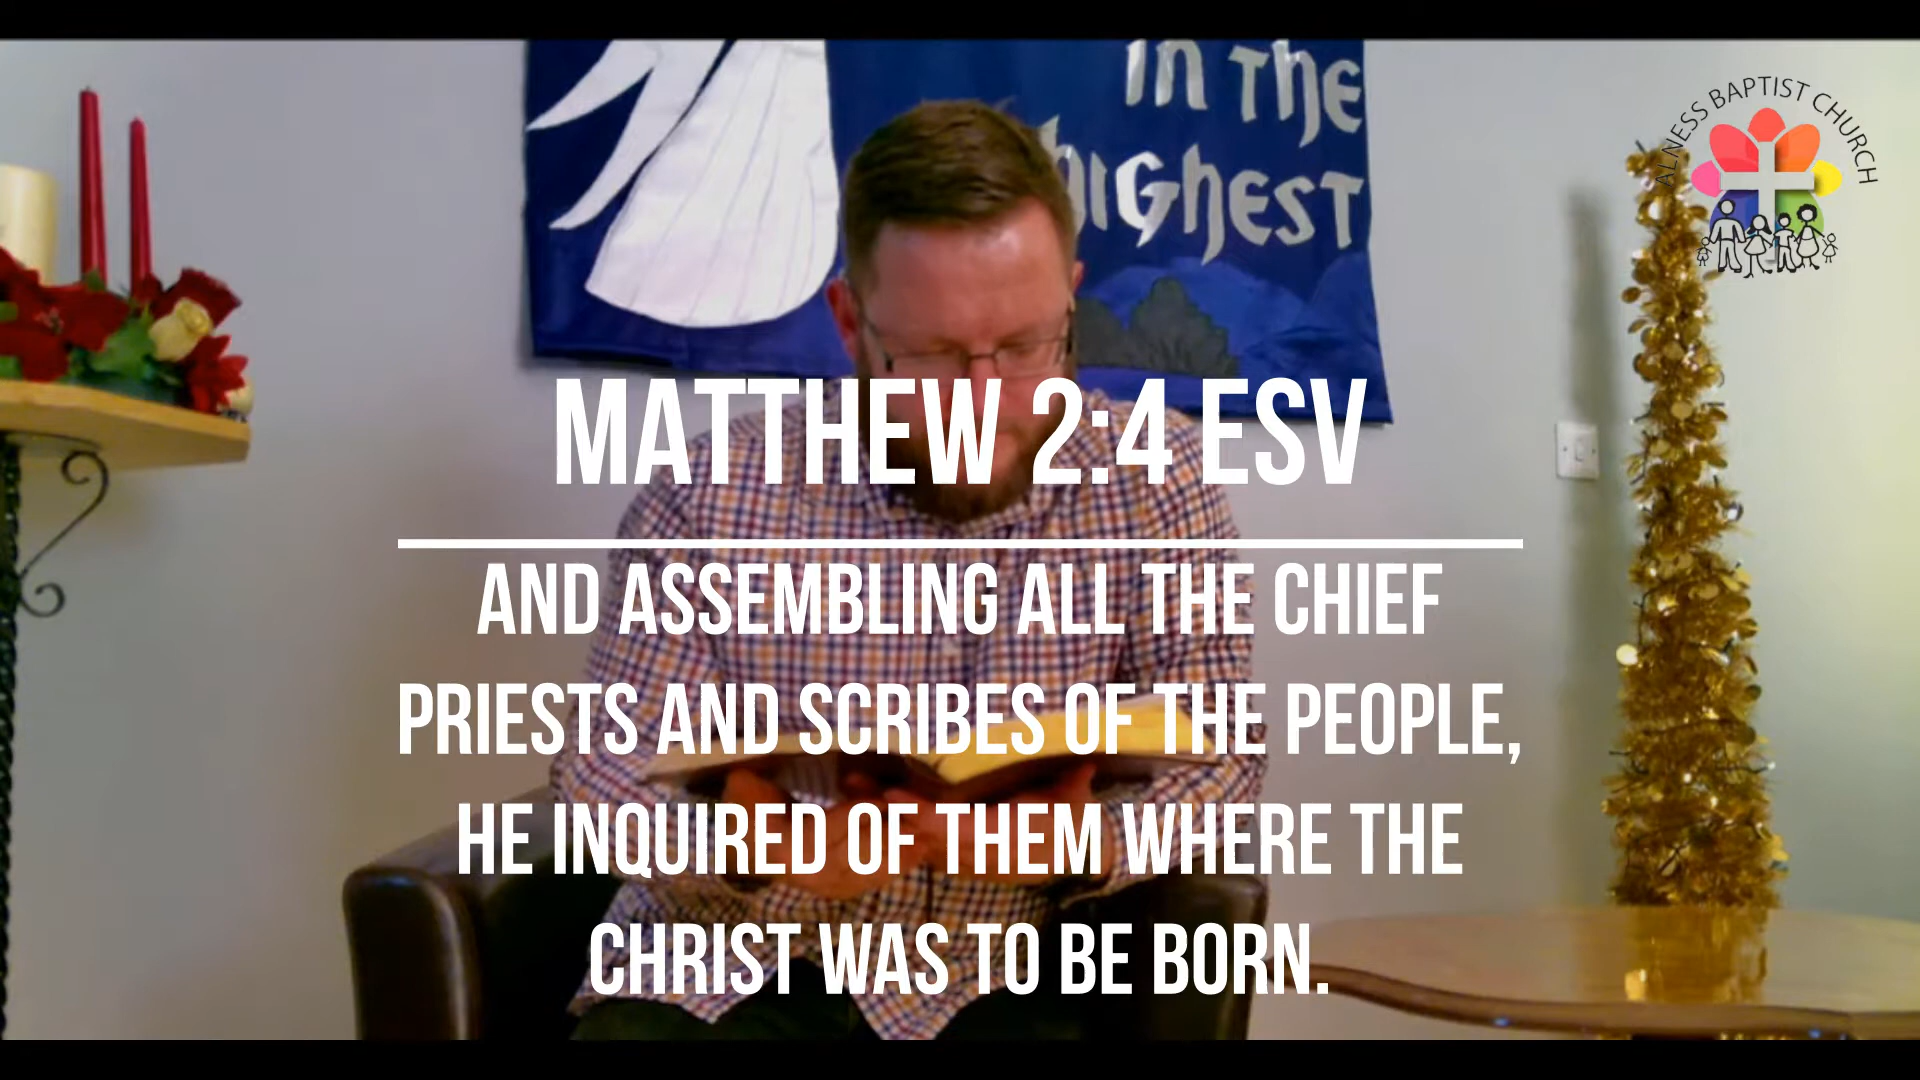 IN THE
HIGHEST
ALNESS BAPTIST CHURCH
MATTHEW 2:4 ESV
AND ASSEMBLING ALL THE CHIEF
PRIESTS AND SCRIBES OF THE PEOPLE,
HE INQUIRED OF THEM WHERE THE
CHRIST WAS TO BE BORN.